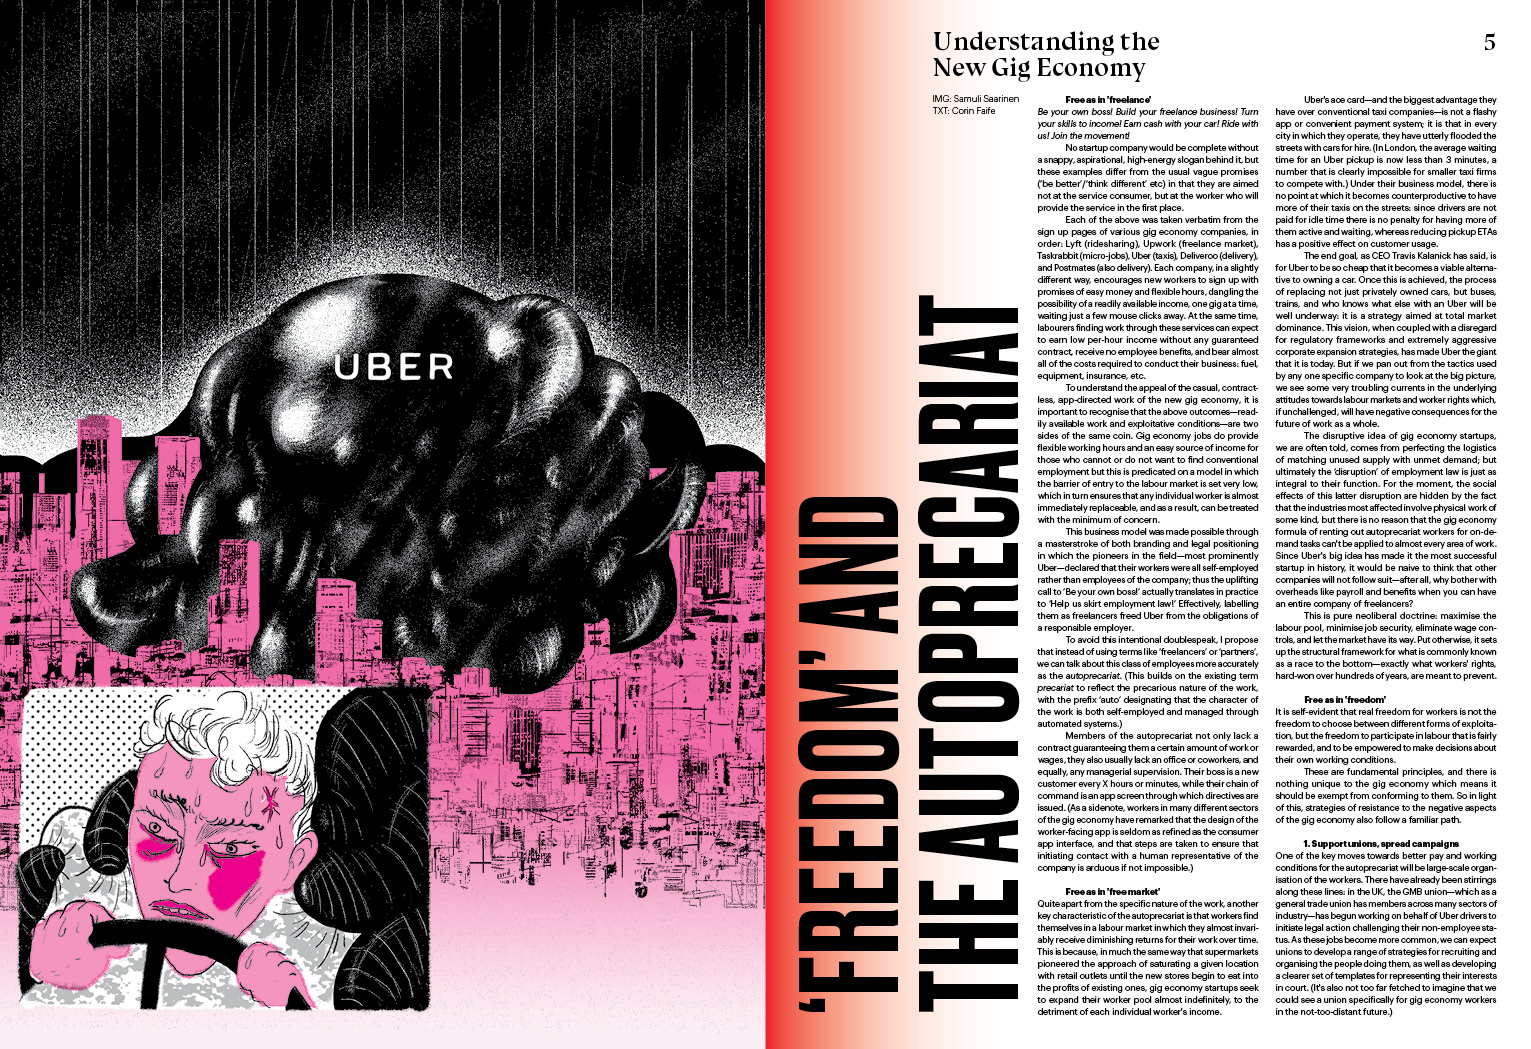 UBER
Understanding the
New Gig Economy
5
IMG: Samuli Saarinen
TXT: Corin Faife
'FREEDOM' AND
THE AUTOPRECARIAT
Free as in 'freelance'
Be your own boss! Build your freelance business! Turn
your skills to income! Earn cash with your car! Ride with
us! Join the movement!
No startup company would be complete without
a snappy, aspirational, high-energy slogan behind it, but
these examples differ from the usual vague promises
('be better'/'think different' etc) in that they are aimed
not at the service consumer, but at the worker who will
provide the service in the first place.
Each of the above was taken verbatim from the
sign up pages of various gig economy companies, in
order: Lyft (ridesharing), Upwork (freelance market),
Taskrabbit (micro-jobs), Uber (taxis), Deliveroo (delivery),
and Postmates (also delivery). Each company, in a slightly
different way, encourages new workers to sign up with
promises of easy money and flexible hours, dangling the
possibility of a readily available income, one gig at a time,
waiting just a few mouse clicks away. At the same time,
labourers finding work through these services can expect
to earn low per-hour income without any guaranteed
contract, receive no employee benefits, and bear almost
all of the costs required to conduct their business: fuel,
equipment, insurance, etc.
To understand the appeal of the casual, contract-
less, app-directed work of the new gig economy, it is
important to recognise that the above outcomes—read-
ily available work and exploitative conditions—are two
sides of the same coin. Gig economy jobs do provide
flexible working hours and an easy source of income for
those who cannot or do not want to find conventional
employment but this is predicated on a model in which
the barrier of entry to the labour market is set very low,
which in turn ensures that any individual worker is almost
immediately replaceable, and as a result, can be treated
with the minimum of concern.
This business model was made possible through
a masterstroke of both branding and legal positioning
in which the pioneers in the field—most prominently
Uber—declared that their workers were all self-employed
rather than employees of the company; thus the uplifting
call to 'Be your own boss!' actually translates in practice
to 'Help us skirt employment law!' Effectively, labelling
them as freelancers freed Uber from the obligations of
a responsible employer.
To avoid this intentional doublespeak, I propose
that instead of using terms like 'freelancers' or 'partners',
we can talk about this class of employees more accurately
as the autoprecariat. (This builds on the existing term
precariat to reflect the precarious nature of the work,
with the prefix 'auto' designating that the character of
the work is both self-employed and managed through
automated systems.)
Members of the autoprecariat not only lack a
contract guaranteeing them a certain amount of work or
wages, they also usually lack an office or coworkers, and
equally, any managerial supervision. Their boss is a new
customer every X hours or minutes, while their chain of
command is an app screen through which directives are
issued. (As a sidenote, workers in many different sectors
of the gig economy have remarked that the design of the
worker-facing app is seldom as refined as the consumer
app interface, and that steps are taken to ensure that
initiating contact with a human representative of the
company is arduous if not impossible.)
Free as in 'free market'
Quite apart from the specific nature of the work, another
key characteristic of the autoprecariat is that workers find
themselves in a labour market in which they almost invari-
ably receive diminishing returns for their work over time.
This is because, in much the same way that supermarkets
pioneered the approach of saturating a given location
with retail outlets until the new stores begin to eat into
the profits of existing ones, gig economy startups seek
to expand their worker pool almost indefinitely, to the
detriment of each individual worker's income.
Uber's ace card—and the biggest advantage they
have over conventional taxi companies—is not a flashy
app or convenient payment system; it is that in every
city in which they operate, they have utterly flooded the
streets with cars for hire. (In London, the average waiting
time for an Uber pickup is now less than 3 minutes, a
number that is clearly impossible for smaller taxi firms
to compete with.) Under their business model, there is
no point at which it becomes counterproductive to have
more of their taxis on the streets: since drivers are not
paid for idle time there is no penalty for having more of
them active and waiting, whereas reducing pickup ETAs
has a positive effect on customer usage.
The end goal, as CEO Travis Kalanick has said, is
for Uber to be so cheap that it becomes a viable alterna-
tive to owning a car. Once this is achieved, the process
of replacing not just privately owned cars, but buses,
trains, and who knows what else with an Uber will be
well underway: it is a strategy aimed at total market
dominance. This vision, when coupled with a disregard
for regulatory frameworks and extremely aggressive
corporate expansion strategies, has made Uber the giant
that it is today. But if we pan out from the tactics used
by any one specific company to look at the big picture,
we see some very troubling currents in the underlying
attitudes towards labour markets and worker rights which,
if unchallenged, will have negative consequences for the
future of work as a whole.
The disruptive idea of gig economy startups,
we are often told, comes from perfecting the logistics
of matching unused supply with unmet demand; but
ultimately the 'disruption' of employment law is just as
integral to their function. For the moment, the social
effects of this latter disruption are hidden by the fact
that the industries most affected involve physical work of
some kind, but there is no reason that the gig economy
formula of renting out autoprecariat workers for on-de-
mand tasks can't be applied to almost every area of work.
Since Uber's big idea has made it the most successful
startup in history, it would be naive to think that other
companies will not follow suit—after all, why bother with
overheads like payroll and benefits when you can have
an entire company of freelancers?
This is pure neoliberal doctrine: maximise the
labour pool, minimise job security, eliminate wage con-
trols, and let the market have its way. Put otherwise, it sets
up the structural framework for what is commonly known
as a race to the bottom—exactly what workers' rights,
hard-won over hundreds of years, are meant to prevent.
Free as in 'freedom'
It is self-evident that real freedom for workers is not the
freedom to choose between different forms of exploita-
tion, but the freedom to participate in labour that is fairly
rewarded, and to be empowered to make decisions about
their own working conditions.
These are fundamental principles, and there is
nothing unique to the gig economy which means it
should be exempt from conforming to them. So in light
of this, strategies of resistance to the negative aspects
of the gig economy also follow a familiar path.
1. Support unions, spread campaigns
One of the key moves towards better pay and working
conditions for the autoprecariat will be large-scale organ-
isation of the workers. There have already been stirrings
along these lines: in the UK, the GMB union—which as a
general trade union has members across many sectors of
industry—has begun working on behalf of Uber drivers to
initiate legal action challenging their non-employee sta-
tus. As these jobs become more common, we can expect
unions to develop a range of strategies for recruiting and
organising the people doing them, as well as developing
a clearer set of templates for representing their interests
in court. (It's also not too far fetched to imagine that we
could see a union specifically for gig economy workers
in the not-too-distant future.)